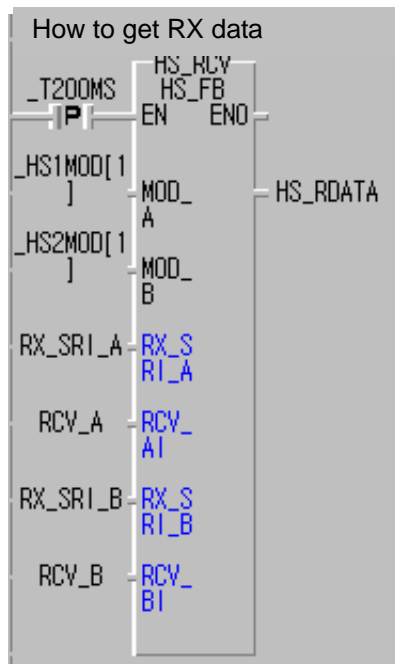 How to get RX data
HS_RCV
_T200MS HS_FB
P EN ENO
_HS1MOD[1
] MOD_ HS_RDATA
A
_HS2MOD[1
] MOD_
B
RX_SRI_A RX_S
RI_A
RCV_A RCV_
AI
RX_SRI_B RX_S
RI_B
RCV_B RCV_
BI